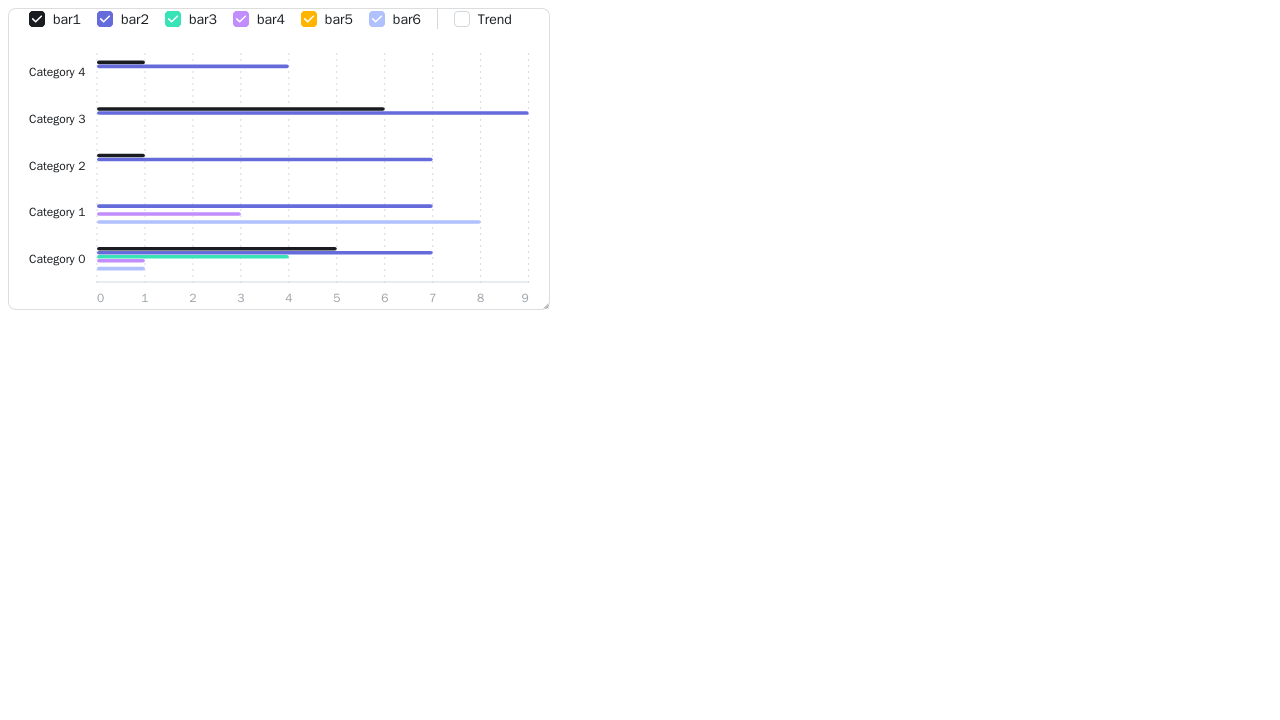 bar1 bar2 bar3 bar4 bar5 bar6 Trend
Category 4
Category 3
Category 2
Category 1
Category 0
0 1 2 3 4 5 6 7 8 9